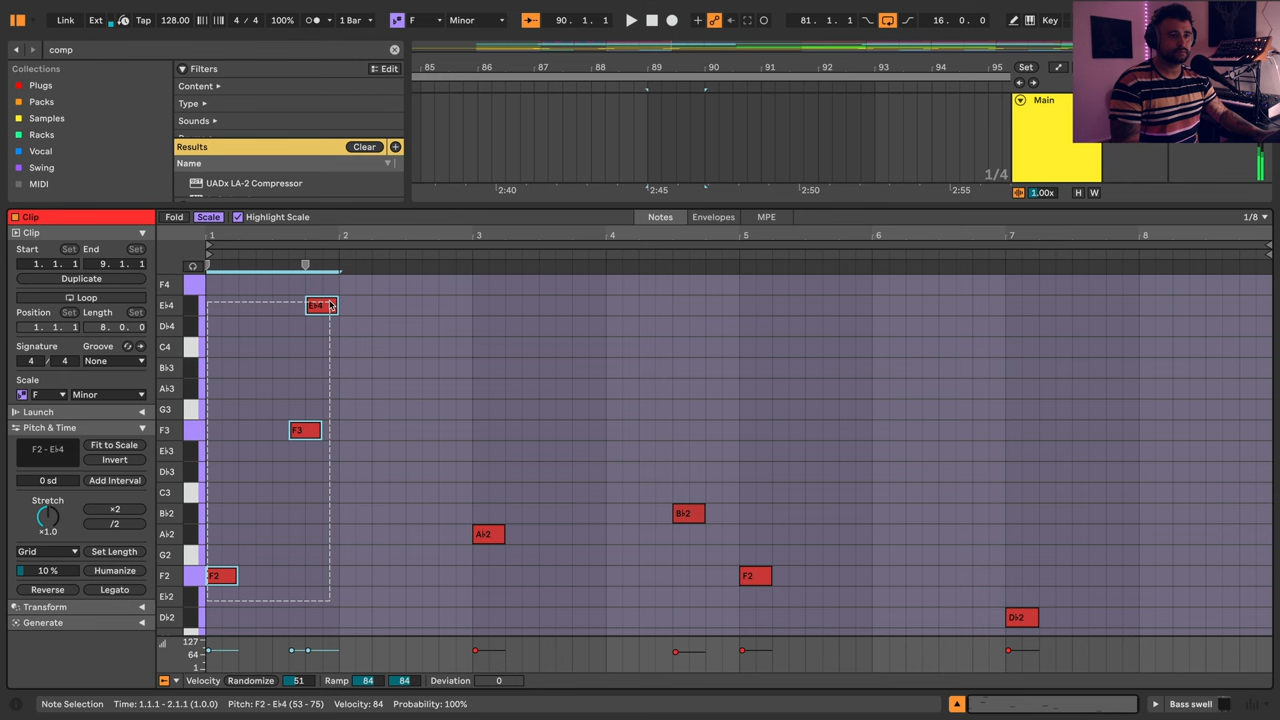 Link Ext Tap 128.00 4 / 4 100% 1 Bar F Minor 90. 1. 1 81. 1. 1 16. 0. 0 Key
comp
Collections
Plugs
Packs
Samples
Racks
Vocal
Swing
MIDI
Filters Edit
Content
Type
Sounds
Results Clear
Name
UADx LA-2 Compressor
85 86 87 88 89 90 91 92 93 94 95
Set
Main
1/4
2:40 2:45 2:50 2:55
1.00x H W
Clip
Clip
Start Set End Set
1. 1. 1 9. 1. 1
Duplicate
Loop
Position Set Length Set
1. 1. 1 8. 0. 0
Signature Groove
4 / 4 None
Scale
F Minor
Launch
Pitch & Time
F2 - E♭4
Fit to Scale
Invert
0 sd Add Interval
Stretch
×2
/2
×1.0
Grid Set Length
10 % Humanize
Reverse Legato
Transform
Generate
Fold Scale Highlight Scale Notes Envelopes MPE 1/8
1 2 3 4 5 6 7 8
F4
E♭4 E♭4
D♭4
C4
B♭3
A♭3
G3
F3 F3
E♭3
D♭3
C3
B♭2 B♭2
A♭2 A♭2
G2
F2 F2 F2
E♭2
D♭2 D♭2
127
64
1
Velocity Randomize 51 Ramp 84 84 Deviation 0
Note Selection Time: 1.1.1 - 2.1.1 (1.0.0) Pitch: F2 - E♭4 (53 - 75) Velocity: 84 Probability: 100% Bass swell